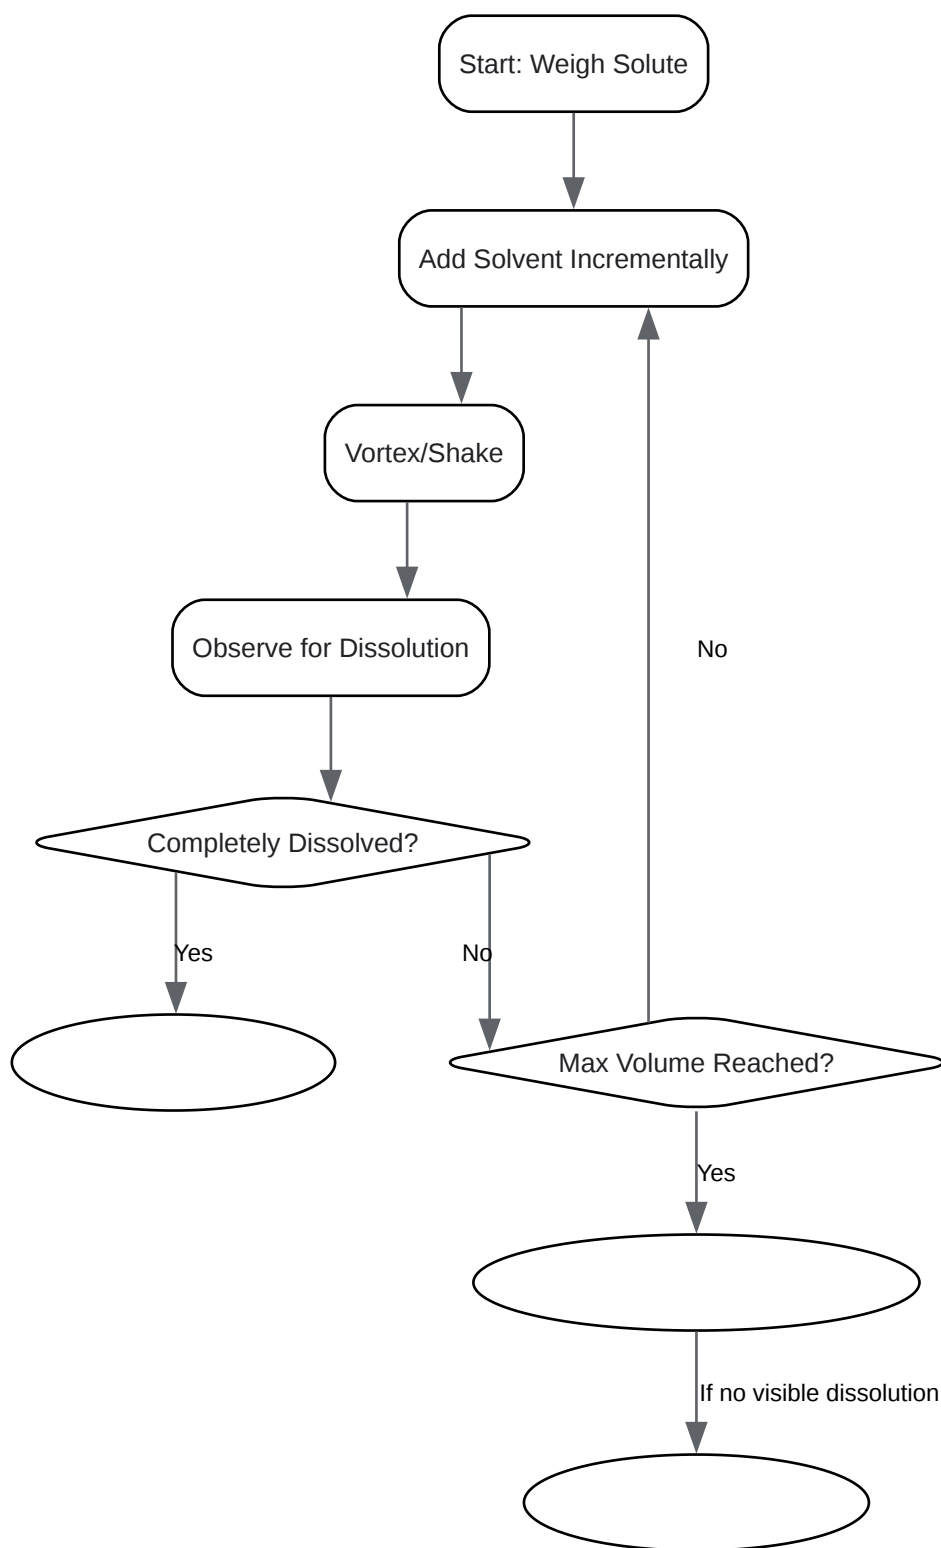 Start: Weigh Solute
Add Solvent Incrementally
Vortex/Shake
Observe for Dissolution
No
Completely Dissolved?
Yes
No
Max Volume Reached?
Yes
If no visible dissolution